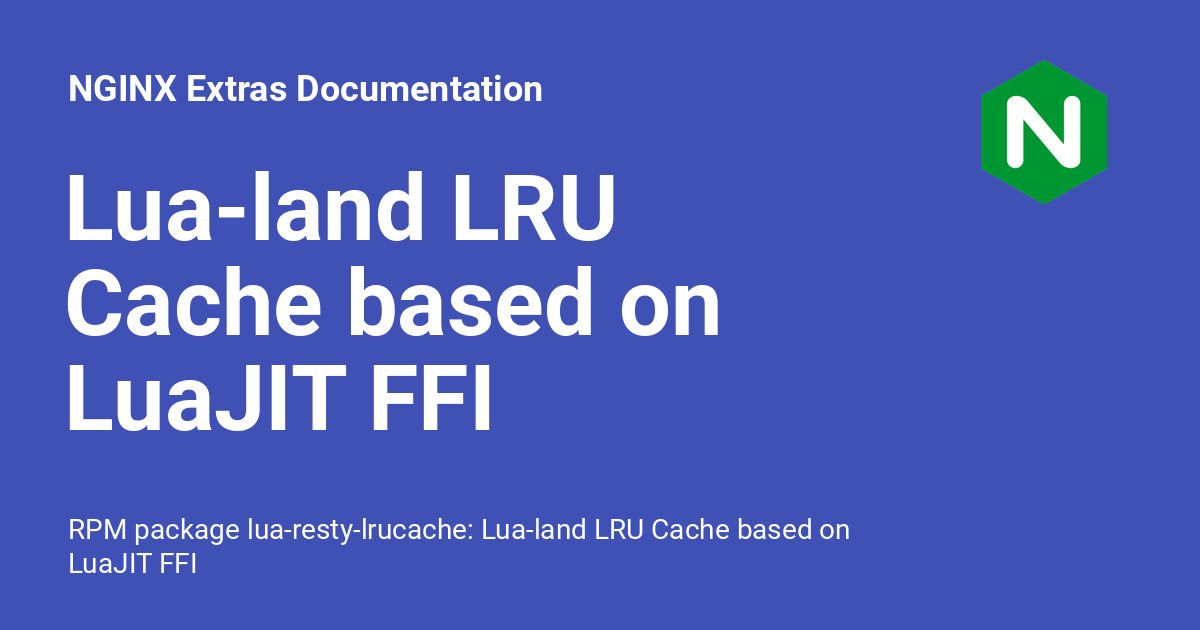 NGINX Extras Documentation
N
Lua-land LRU
Cache based on
LuaJIT FFI
RPM package lua-resty-lrucache: Lua-land LRU Cache based on
LuaJIT FFI